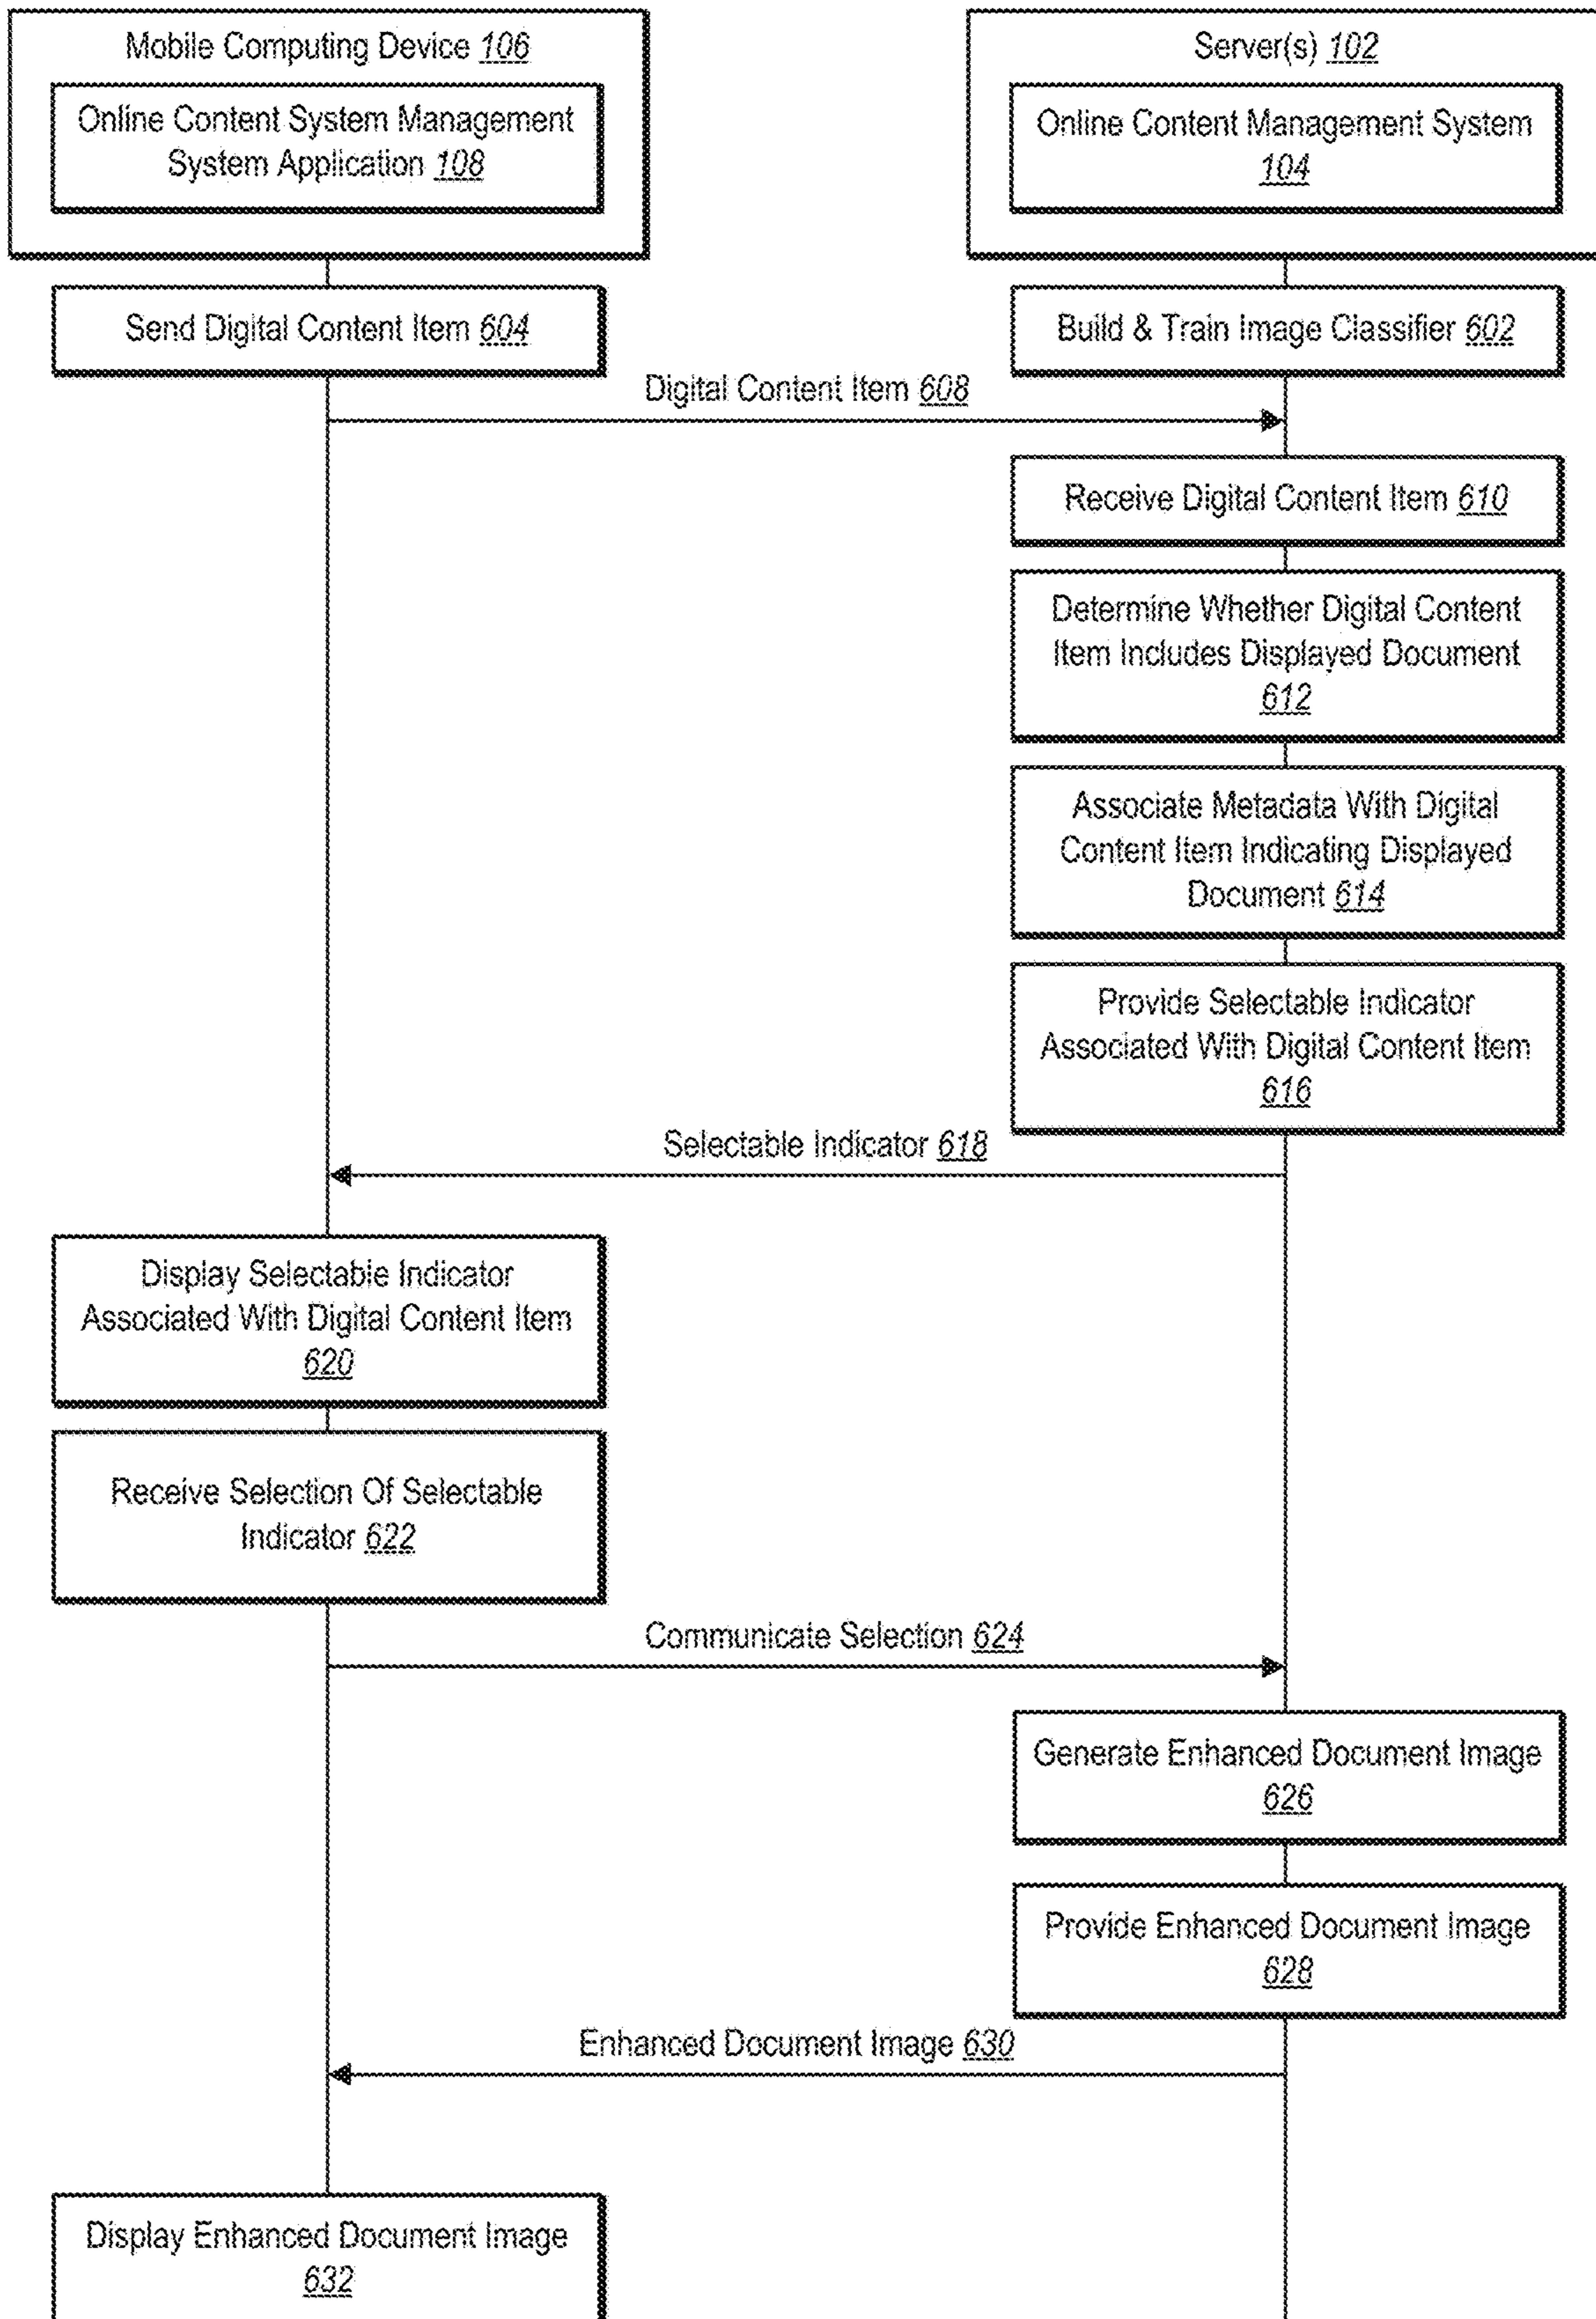 Mobile Computing Device 106
Online Content System Management
System Application 108
Server(s) 102
Online Content Management System
104
Send Digital Content Item 604
Build & Train Image Classifier 602
Digital Content Item 608
Receive Digital Content Item 610
Determine Whether Digital Content
Item Includes Displayed Document
612
Associate Metadata With Digital
Content Item Indicating Displayed
Document 614
Provide Selectable Indicator
Associated With Digital Content Item
616
Selectable Indicator 618
Display Selectable Indicator
Associated With Digital Content Item
620
Receive Selection Of Selectable
Indicator 622
Communicate Selection 624
Generate Enhanced Document Image
626
Provide Enhanced Document Image
628
Enhanced Document Image 630
Display Enhanced Document Image
632